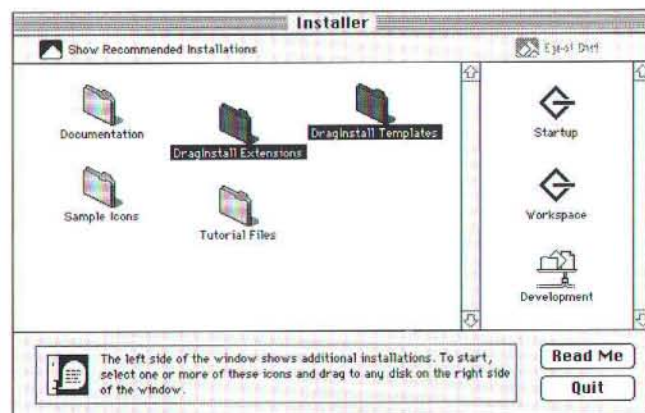 Installer
Show Recommended Installations
Eject Disk
Documentation
DragInstall Extensions
DragInstall Templates
Startup
Sample Icons
Tutorial Files
Workspace
Development
The left side of the window shows additional installations. To start,
select one or more of these icons and drag to any disk on the right side
of the window.
Read Me
Quit